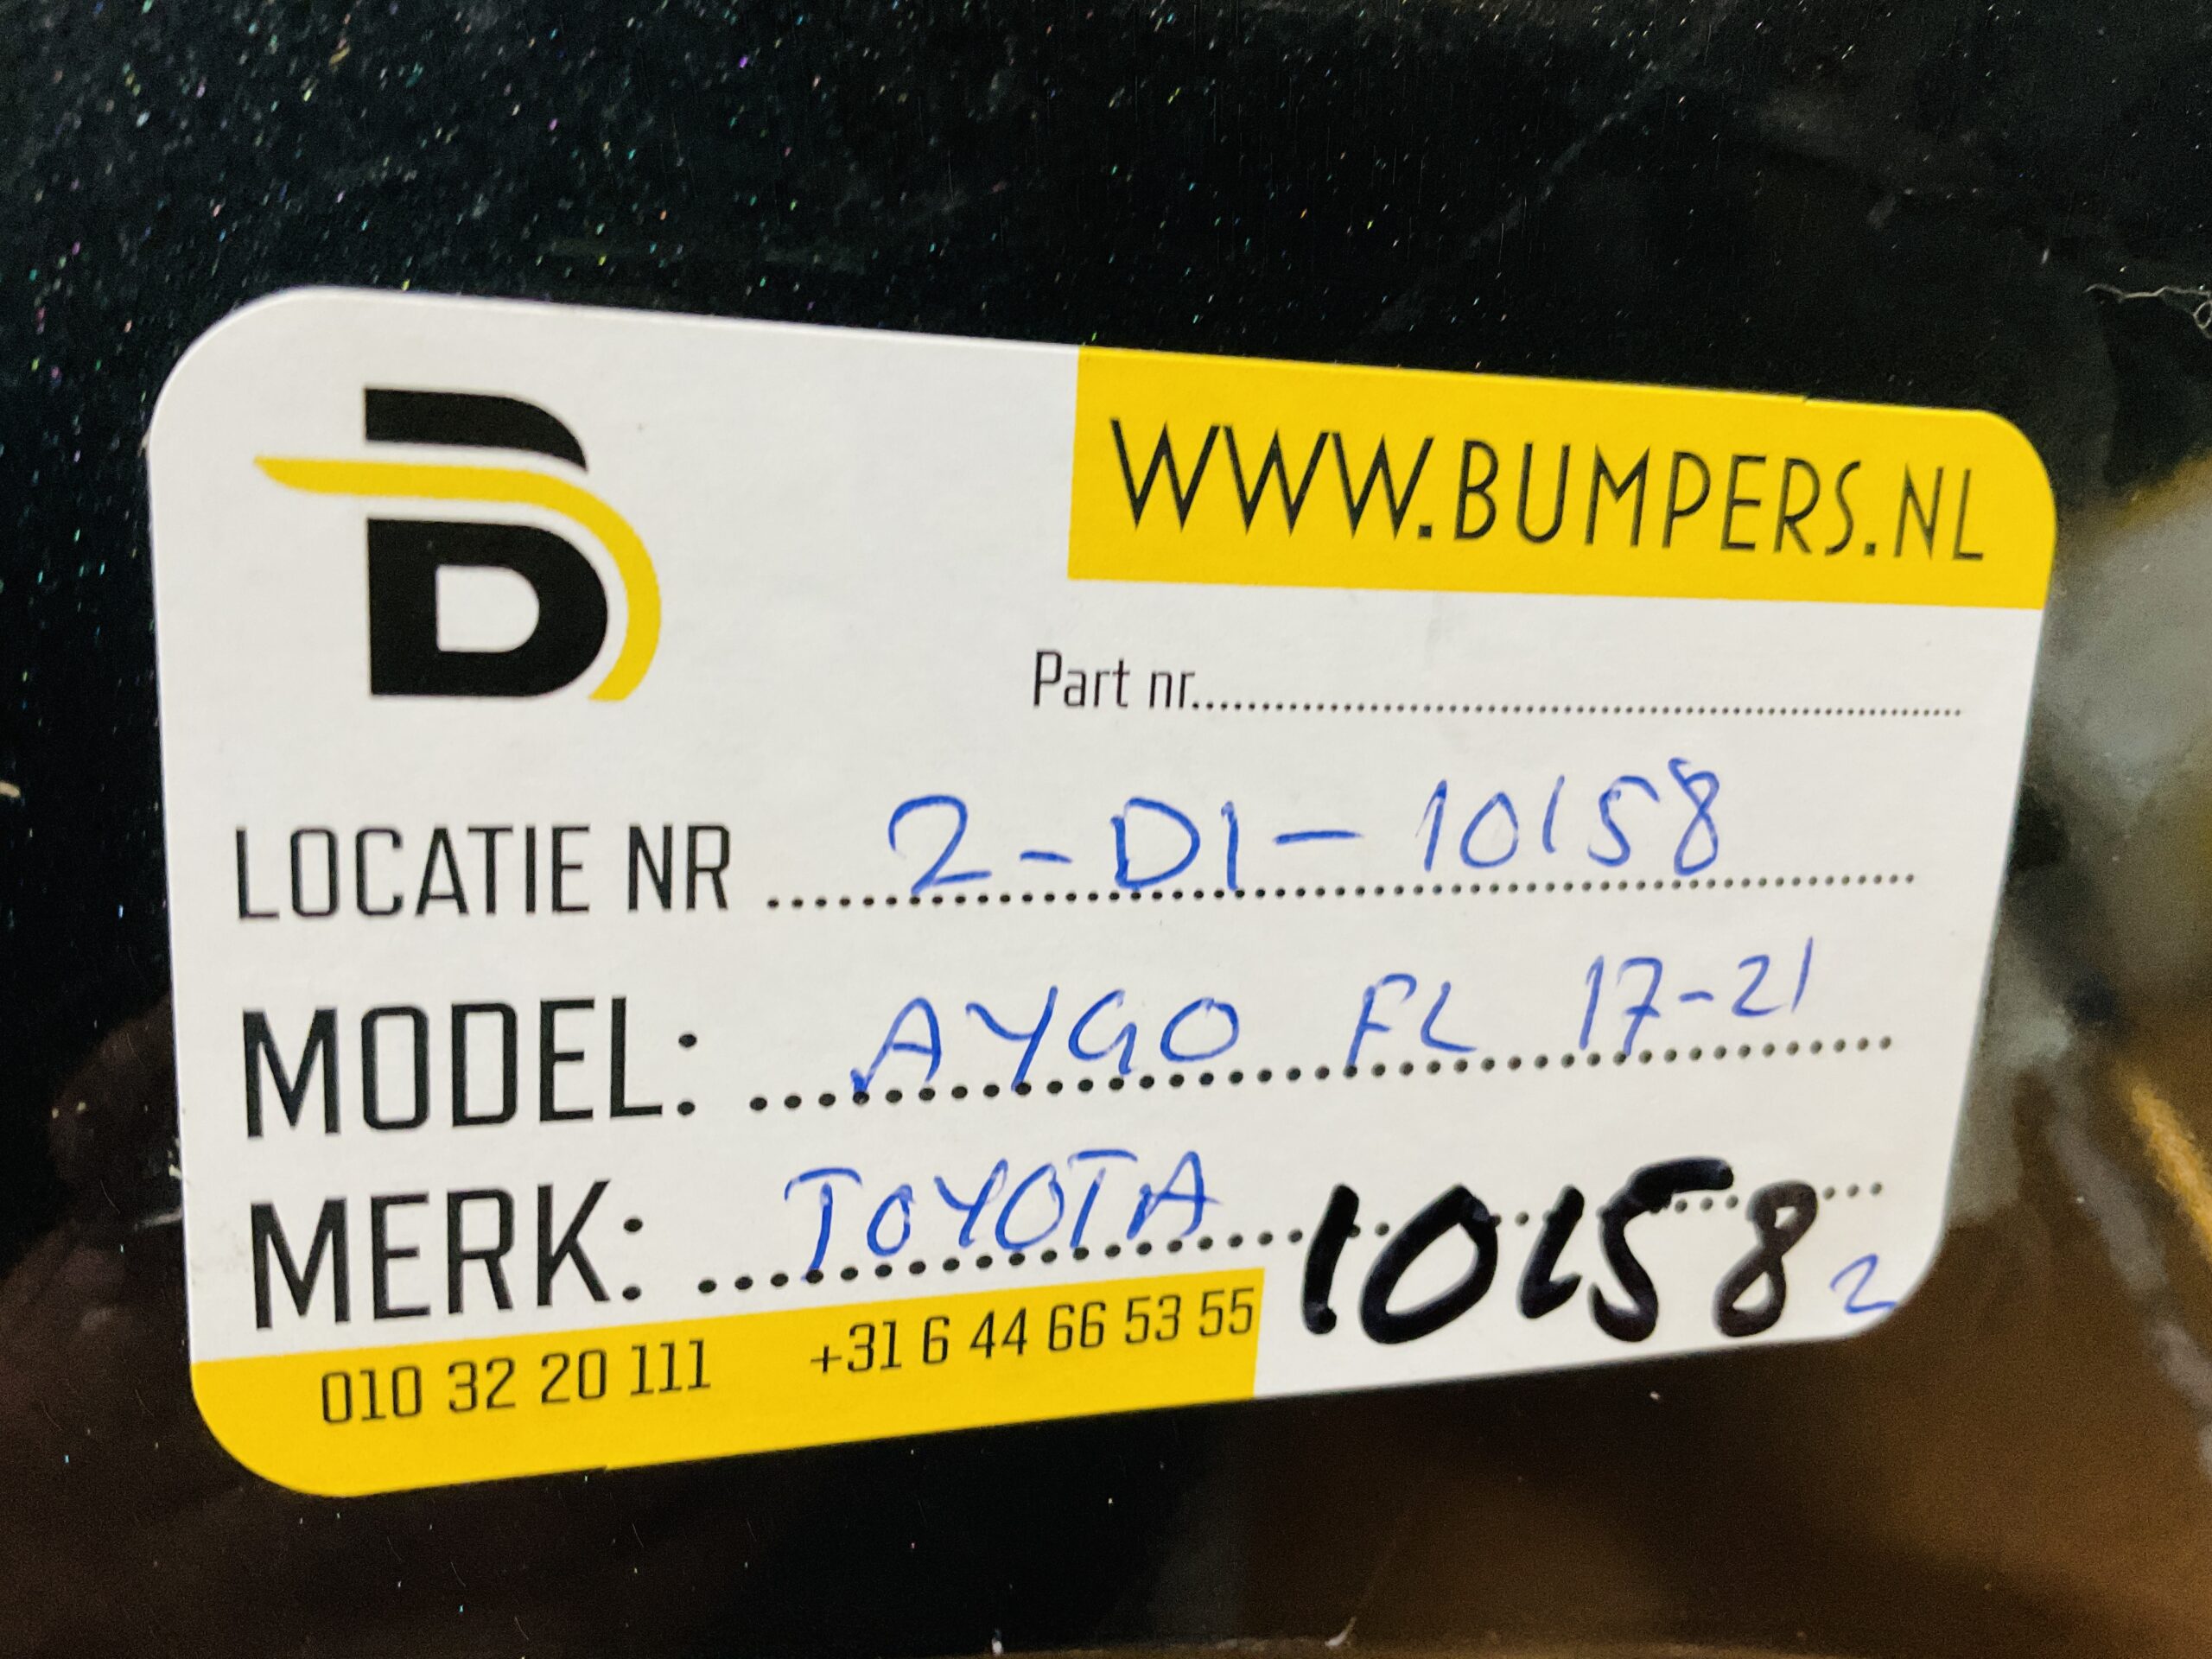 B
WWW.BUMPERS.NL
Part nr..........
LOCATIE NR 2-D1-10158
MODEL: AYGO FL 17-21
MERK: TOYOTA 10158 2
010 32 20 111 +31 6 44 66 53 55